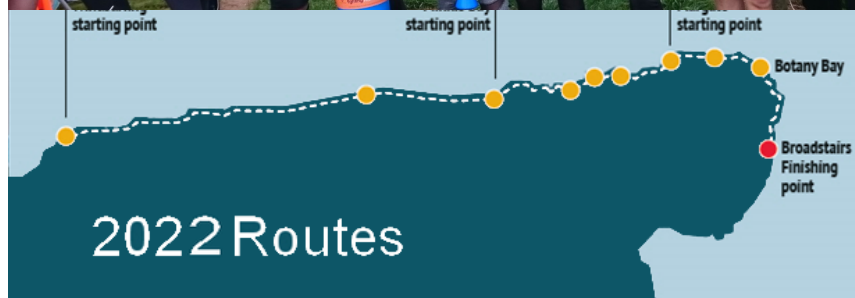 starting point
starting point
starting point
Botany Bay
Broadstairs
Finishing
point
2022 Routes